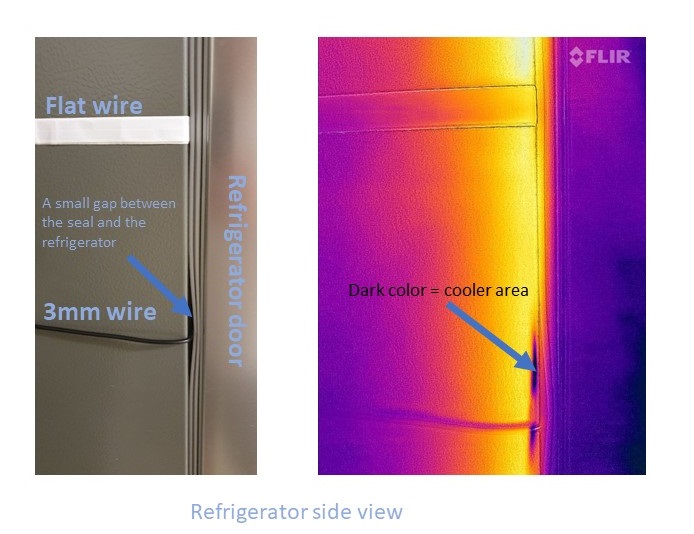 Flat wire
A small gap between
the seal and the
refrigerator
3mm wire
Refrigerator door
FLIR
Dark color = cooler area
Refrigerator side view